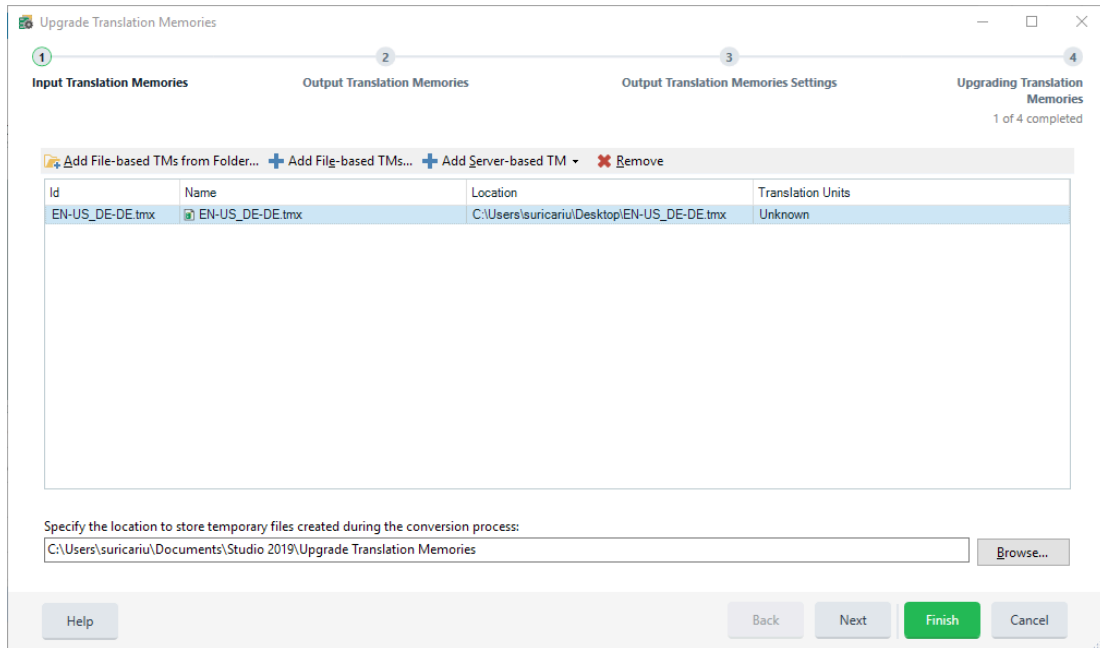 Upgrade Translation Memories
1 2 3 4
Input Translation Memories Output Translation Memories Output Translation Memories Settings Upgrading Translation
Memories
1 of 4 completed
Add File-based TMs from Folder... Add File-based TMs... Add Server-based TM Remove
Id Name Location Translation Units
EN-US_DE-DE.tmx EN-US_DE-DE.tmx C:\Users\suricariu\Desktop\EN-US_DE-DE.tmx Unknown
Specify the location to store temporary files created during the conversion process:
C:\Users\suricariu\Documents\Studio 2019\Upgrade Translation Memories Browse...
Help Back Next Finish Cancel